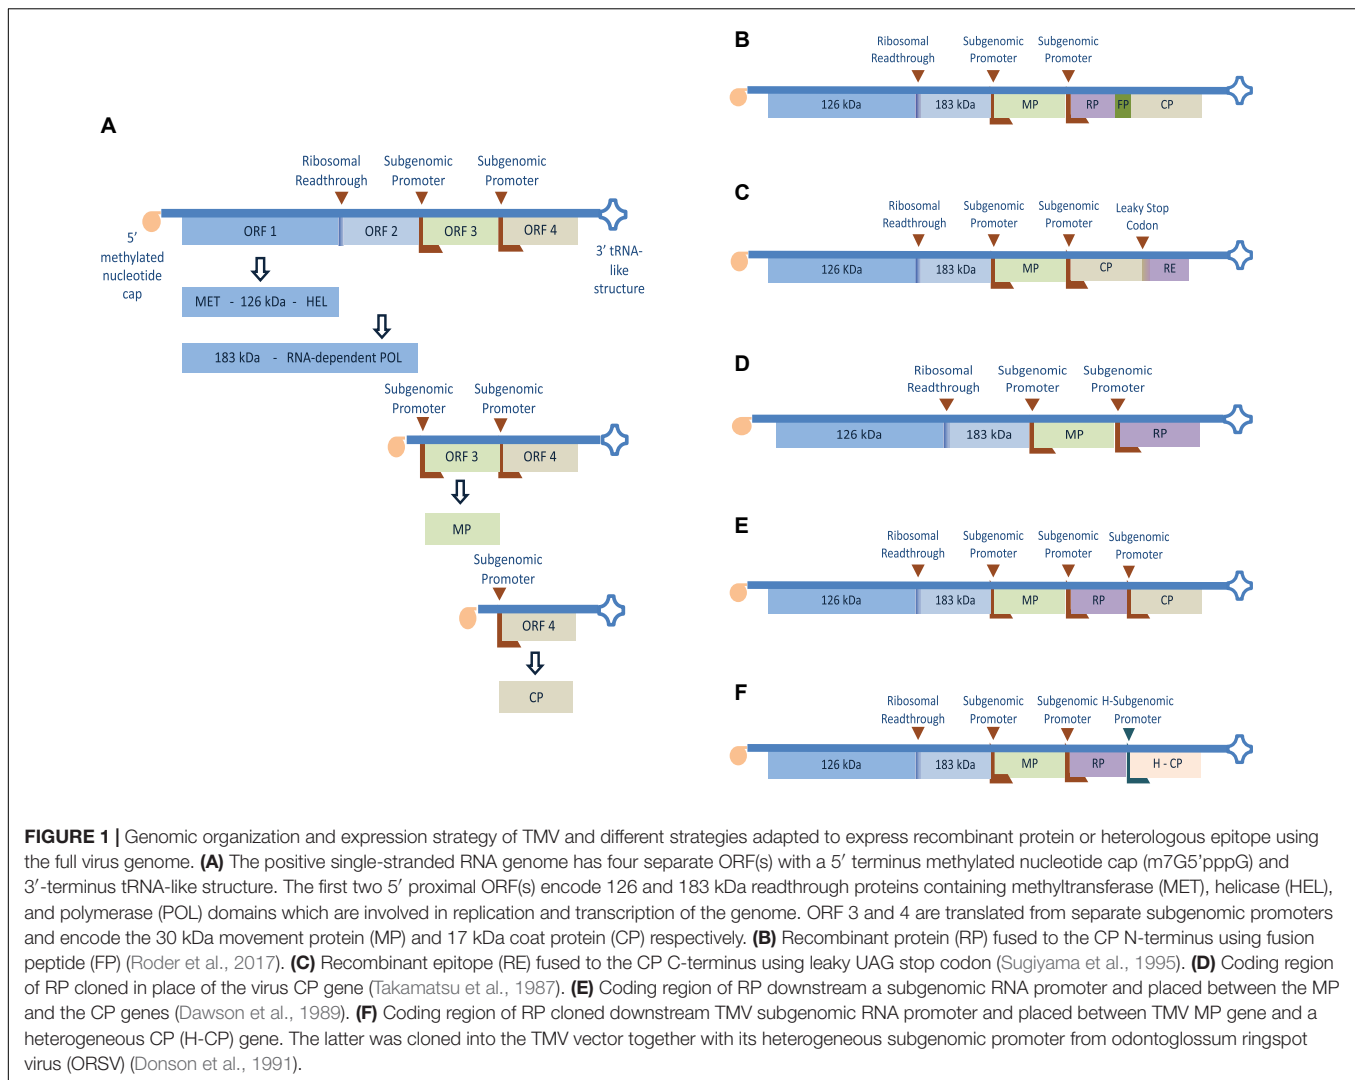 A
Ribosomal
Readthrough
Subgenomic
Promoter
Subgenomic
Promoter
5′
methylated
nucleotide
cap
ORF 1
ORF 2
ORF 3
ORF 4
3′ tRNA-
like
structure
MET - 126 kDa - HEL
183 kDa - RNA-dependent POL
Subgenomic
Promoter
Subgenomic
Promoter
ORF 3
ORF 4
MP
Subgenomic
Promoter
ORF 4
CP
B
Ribosomal
Readthrough
Subgenomic
Promoter
Subgenomic
Promoter
126 kDa
183 kDa
MP
RP
FP
CP
C
Ribosomal
Readthrough
Subgenomic
Promoter
Subgenomic
Promoter
Leaky Stop
Codon
126 KDa
183 kDa
MP
CP
RE
D
Ribosomal
Readthrough
Subgenomic
Promoter
Subgenomic
Promoter
126 kDa
183 kDa
MP
RP
E
Ribosomal
Readthrough
Subgenomic
Promoter
Subgenomic
Promoter
Subgenomic
Promoter
126 kDa
183 kDa
MP
RP
CP
F
Ribosomal
Readthrough
Subgenomic
Promoter
Subgenomic
Promoter
H-Subgenomic
Promoter
126 kDa
183 kDa
MP
RP
H - CP
FIGURE 1 | Genomic organization and expression strategy of TMV and different strategies adapted to express recombinant protein or heterologous epitope using
the full virus genome. (A) The positive single-stranded RNA genome has four separate ORF(s) with a 5′ terminus methylated nucleotide cap (m7G5'pppG) and
3′-terminus tRNA-like structure. The first two 5′ proximal ORF(s) encode 126 and 183 kDa readthrough proteins containing methyltransferase (MET), helicase (HEL),
and polymerase (POL) domains which are involved in replication and transcription of the genome. ORF 3 and 4 are translated from separate subgenomic promoters
and encode the 30 kDa movement protein (MP) and 17 kDa coat protein (CP) respectively. (B) Recombinant protein (RP) fused to the CP N-terminus using fusion
peptide (FP) (Roder et al., 2017). (C) Recombinant epitope (RE) fused to the CP C-terminus using leaky UAG stop codon (Sugiyama et al., 1995). (D) Coding region
of RP cloned in place of the virus CP gene (Takamatsu et al., 1987). (E) Coding region of RP downstream a subgenomic RNA promoter and placed between the MP
and the CP genes (Dawson et al., 1989). (F) Coding region of RP cloned downstream TMV subgenomic RNA promoter and placed between TMV MP gene and a
heterogeneous CP (H-CP) gene. The latter was cloned into the TMV vector together with its heterogeneous subgenomic promoter from odontoglossum ringspot
virus (ORSV) (Donson et al., 1991).